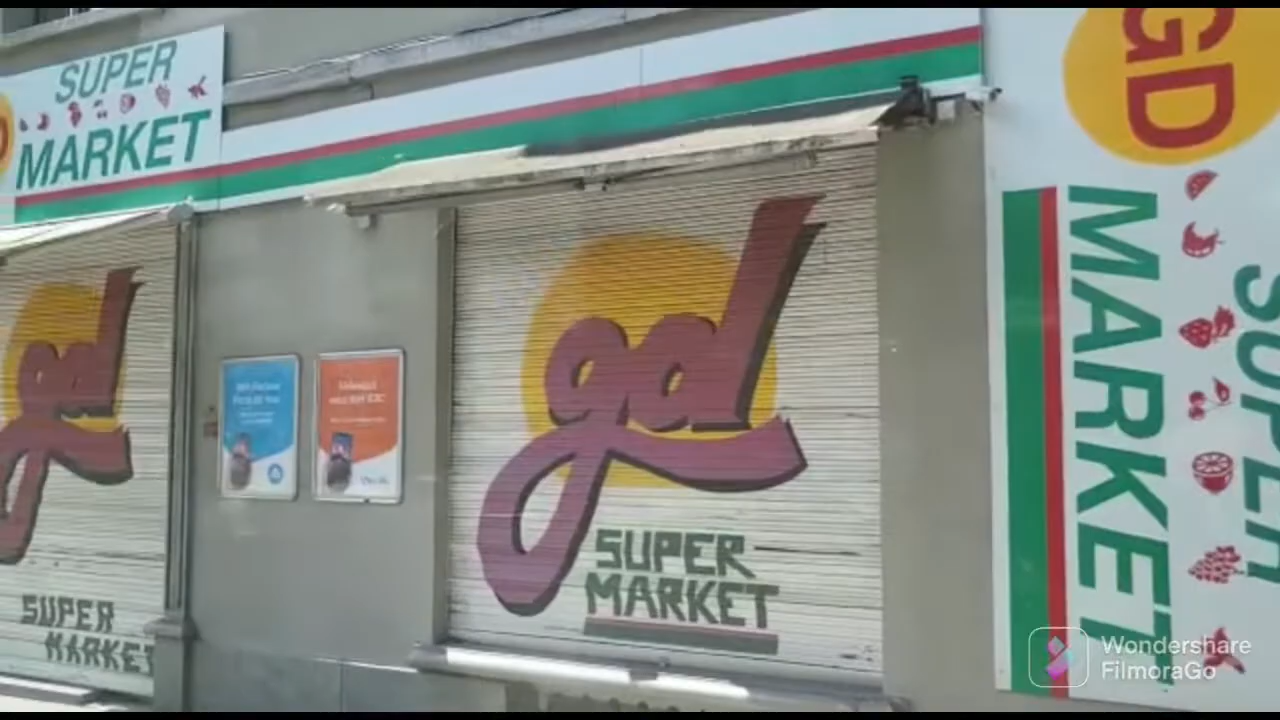 SUPER
MARKET
gd
SUPER
MARKET
gd
SUPER
MARKET
GD
SUPER
MARKET
Wondershare
FilmoraGo